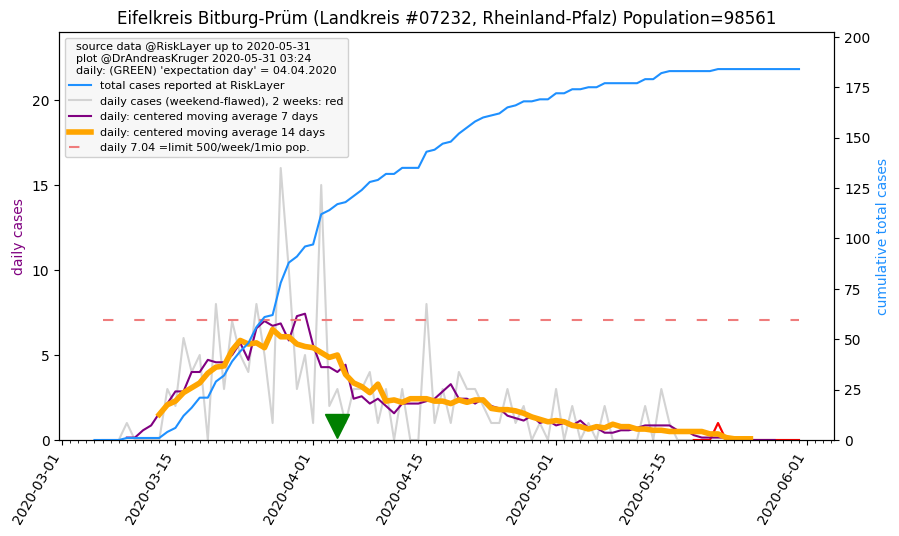 Eifelkreis Bitburg-Prüm (Landkreis #07232, Rheinland-Pfalz) Population=98561
source data @RiskLayer up to 2020-05-31
plot @DrAndreasKruger 2020-05-31 03:24
daily: (GREEN) 'expectation day' = 04.04.2020
total cases reported at RiskLayer
daily cases (weekend-flawed), 2 weeks: red
daily: centered moving average 7 days
daily: centered moving average 14 days
daily 7.04 =limit 500/week/1mio pop.
daily cases
20
15
10
5
0
200
175
150
125
100
75
50
25
0
cumulative total cases
2020-03-01
2020-03-15
2020-04-01
2020-04-15
2020-05-01
2020-05-15
2020-06-01